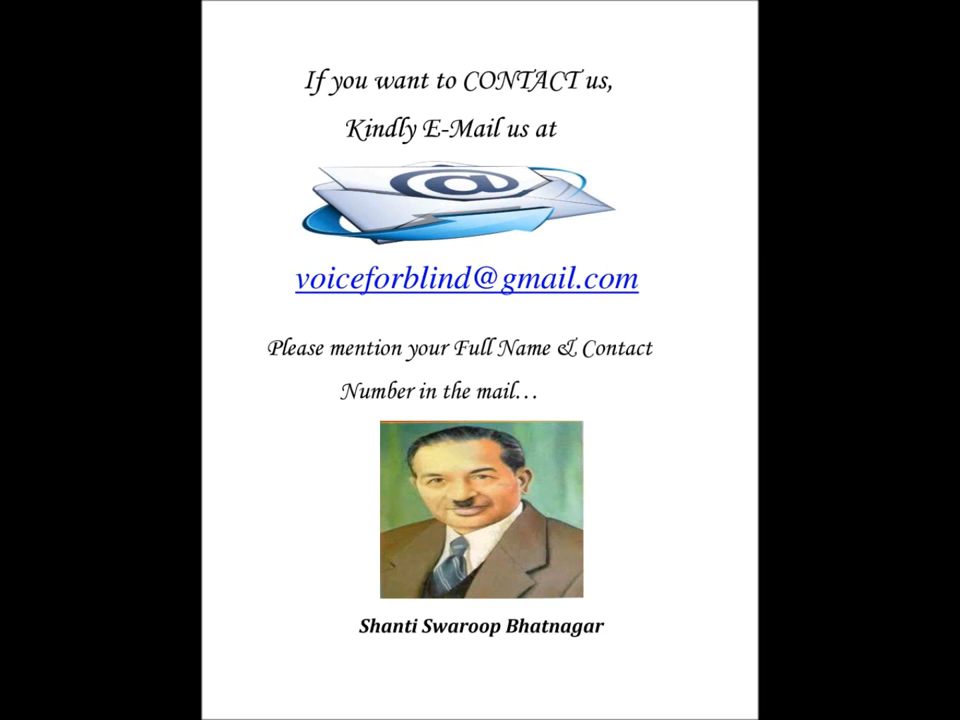 If you want to CONTACT us,
Kindly E-Mail us at
@
voiceforblind@gmail.com
Please mention your Full Name & Contact
Number in the mail…
Shanti Swaroop Bhatnagar